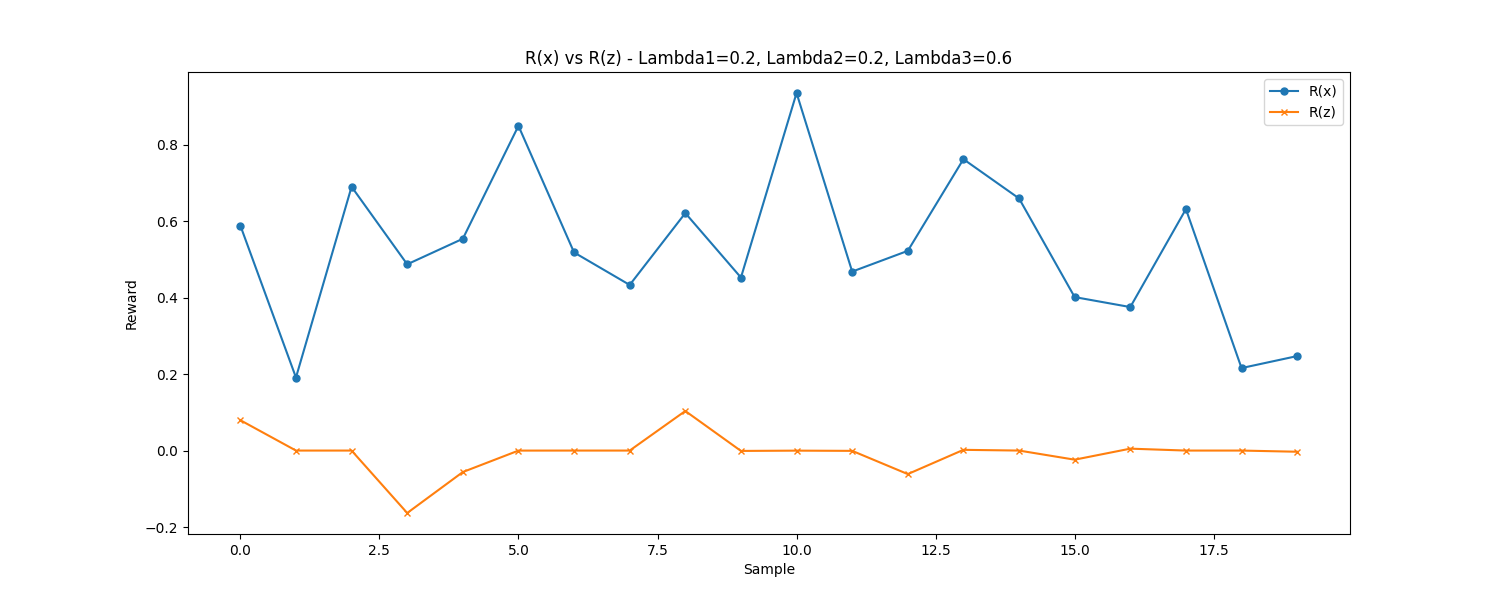 R(x) vs R(z) - Lambda1=0.2, Lambda2=0.2, Lambda3=0.6
R(x)
R(z)
Reward
0.8
0.6
0.4
0.2
0.0
−0.2
0.0 2.5 5.0 7.5 10.0 12.5 15.0 17.5
Sample